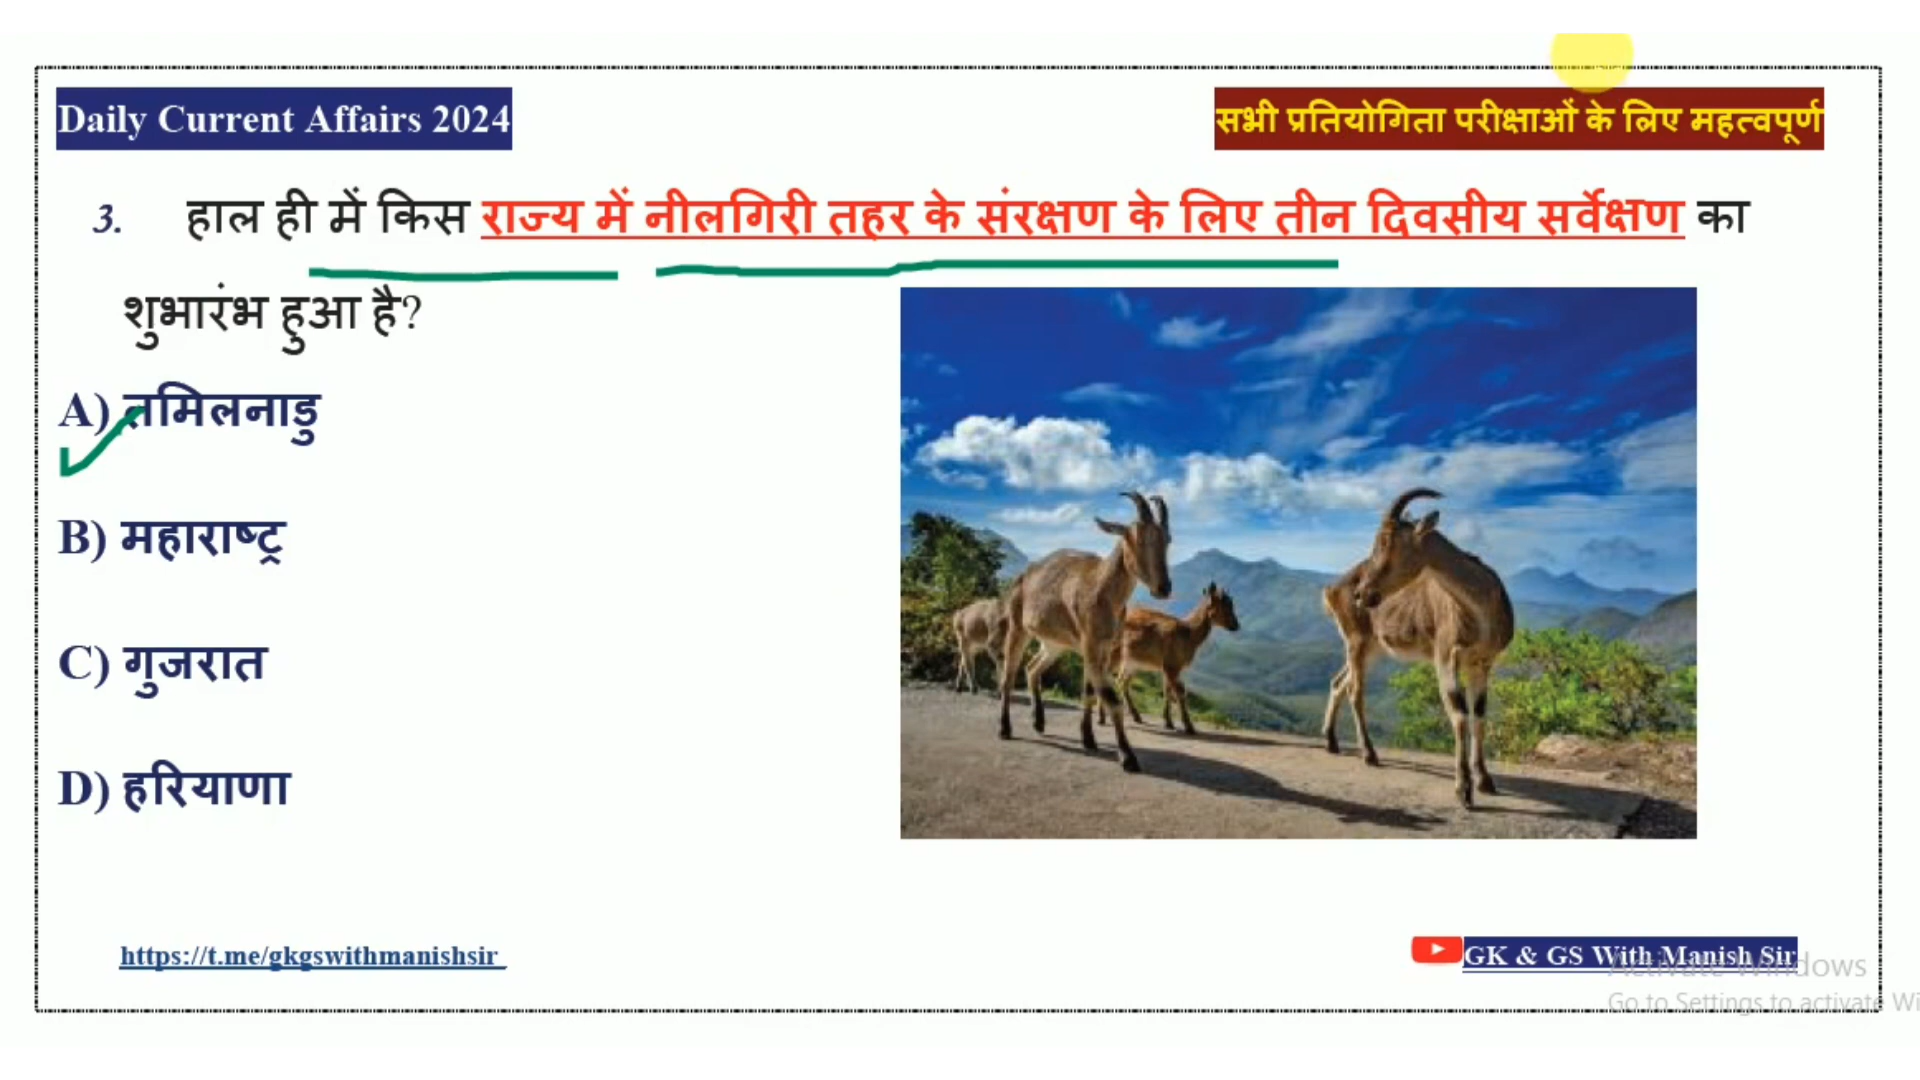 Daily Current Affairs 2024
सभी प्रतियोगिता परीक्षाओं के लिए महत्वपूर्ण
3. हाल ही में किस राज्य में नीलगिरी तहर के संरक्षण के लिए तीन दिवसीय सर्वेक्षण का
शुभारंभ हुआ है?
A) तमिलनाडु
B) महाराष्ट्र
C) गुजरात
D) हरियाणा
https://t.me/gkgswithmanishsir
GK & GS With Manish Sir
Activate Windows
Go to Settings to activate Wi